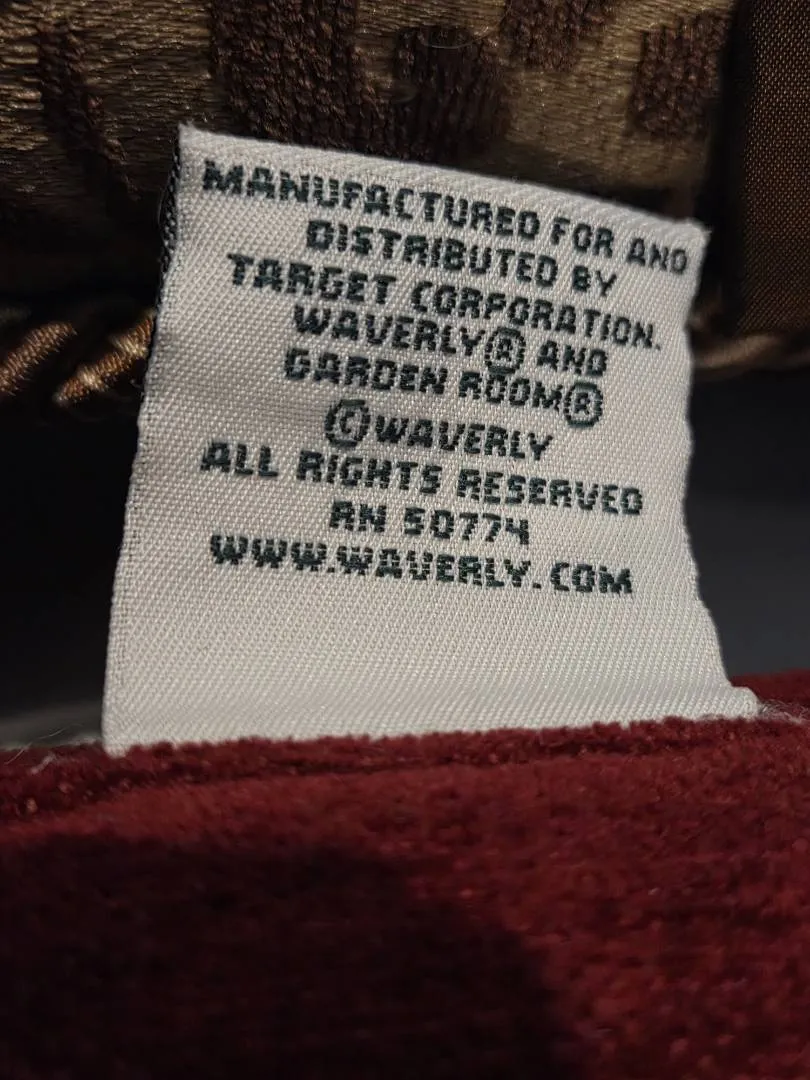 MANUFACTURED FOR AND
DISTRIBUTED BY
TARGET CORPORATION.
WAVERLY® AND
GARDEN ROOM®
©WAVERLY
ALL RIGHTS RESERVED
RN 50774
WWW.WAVERLY.COM